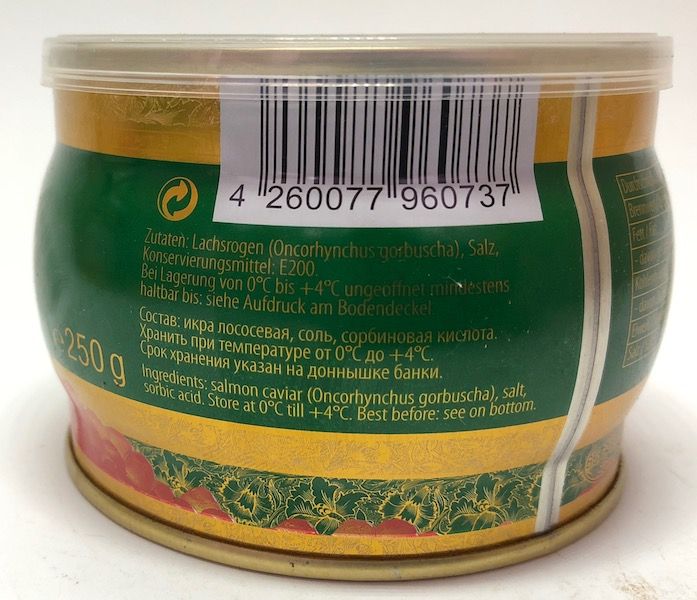 4 260077 960737
Zutaten: Lachsrogen (Oncorhynchus gorbuscha), Salz,
Konservierungsmittel: E200.
Bei Lagerung von 0°C bis +4°C ungeöffnet mindestens
haltbar bis: siehe Aufdruck am Bodendeckel
Состав: икра лососевая, соль, сорбиновая кислота.
Хранить при температуре от 0°C до +4°C.
Срок хранения указан на доннышке банки.
Ingredients: salmon caviar (Oncorhynchus gorbuscha), salt,
sorbic acid. Store at 0°C till +4°C. Best before: see on bottom.
℮250 g
Fett /